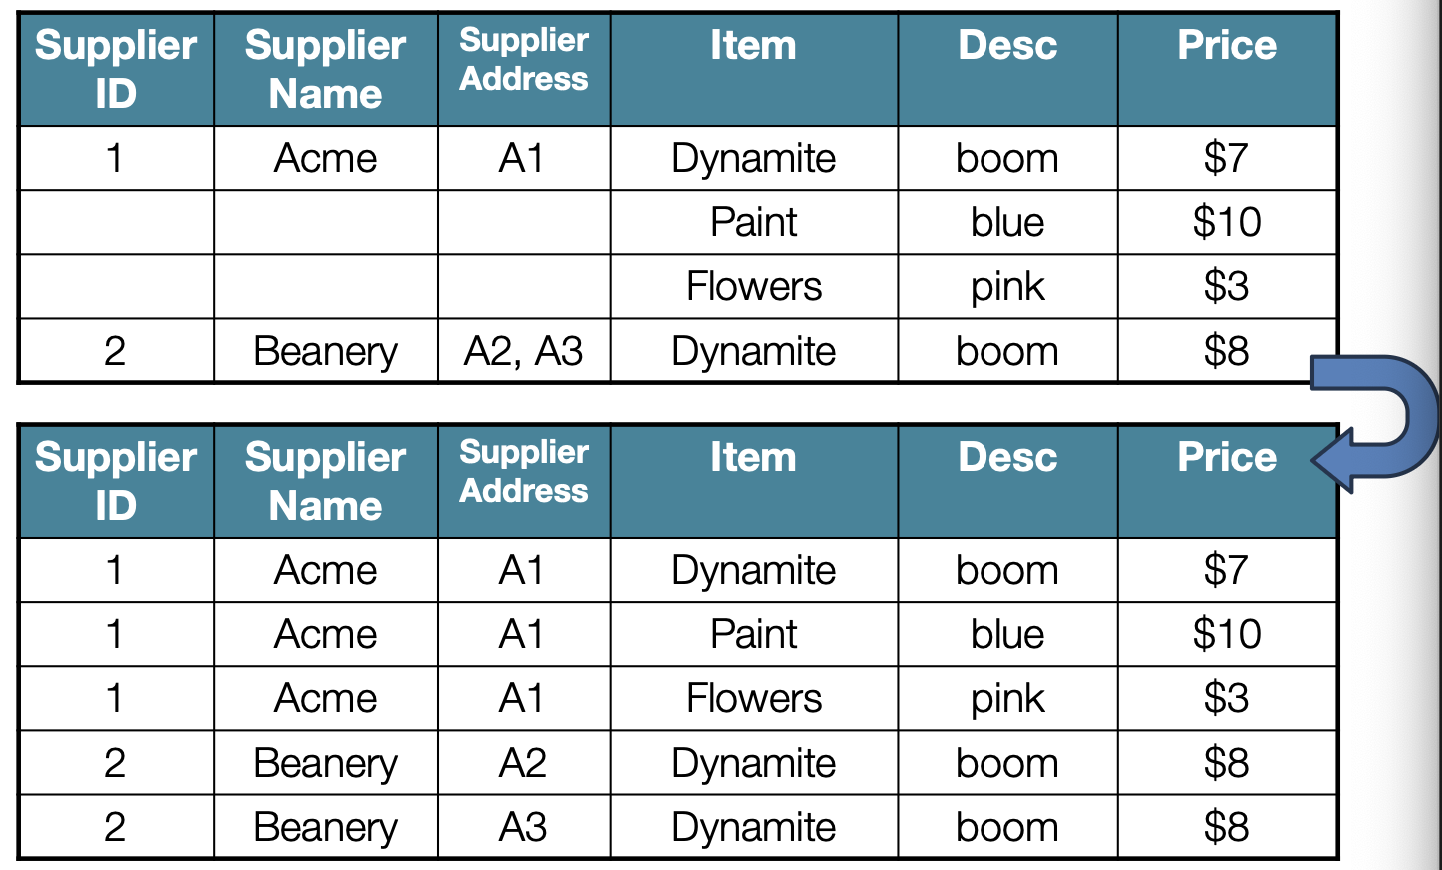 Supplier ID Supplier Name Supplier Address Item Desc Price
1 Acme A1 Dynamite boom $7
Paint blue $10
Flowers pink $3
2 Beanery A2, A3 Dynamite boom $8
Supplier ID Supplier Name Supplier Address Item Desc Price
1 Acme A1 Dynamite boom $7
1 Acme A1 Paint blue $10
1 Acme A1 Flowers pink $3
2 Beanery A2 Dynamite boom $8
2 Beanery A3 Dynamite boom $8